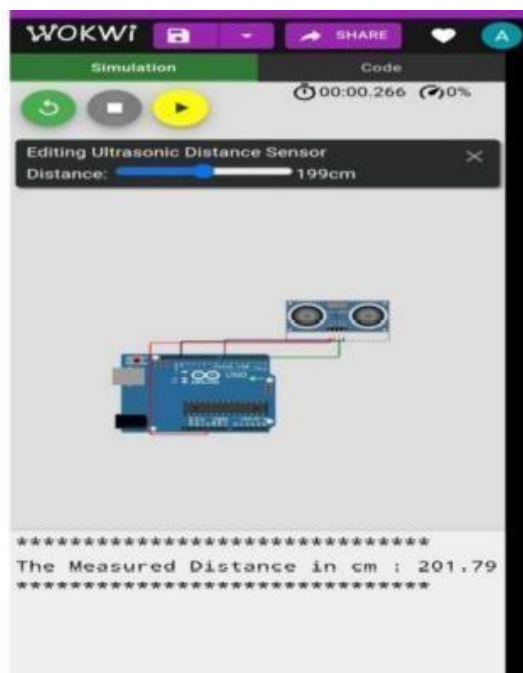 WOKWI SHARE A
Simulation Code
00:00.266 0%
Editing Ultrasonic Distance Sensor
Distance: 199cm
UNO
*******************************
The Measured Distance in cm : 201.79
*******************************